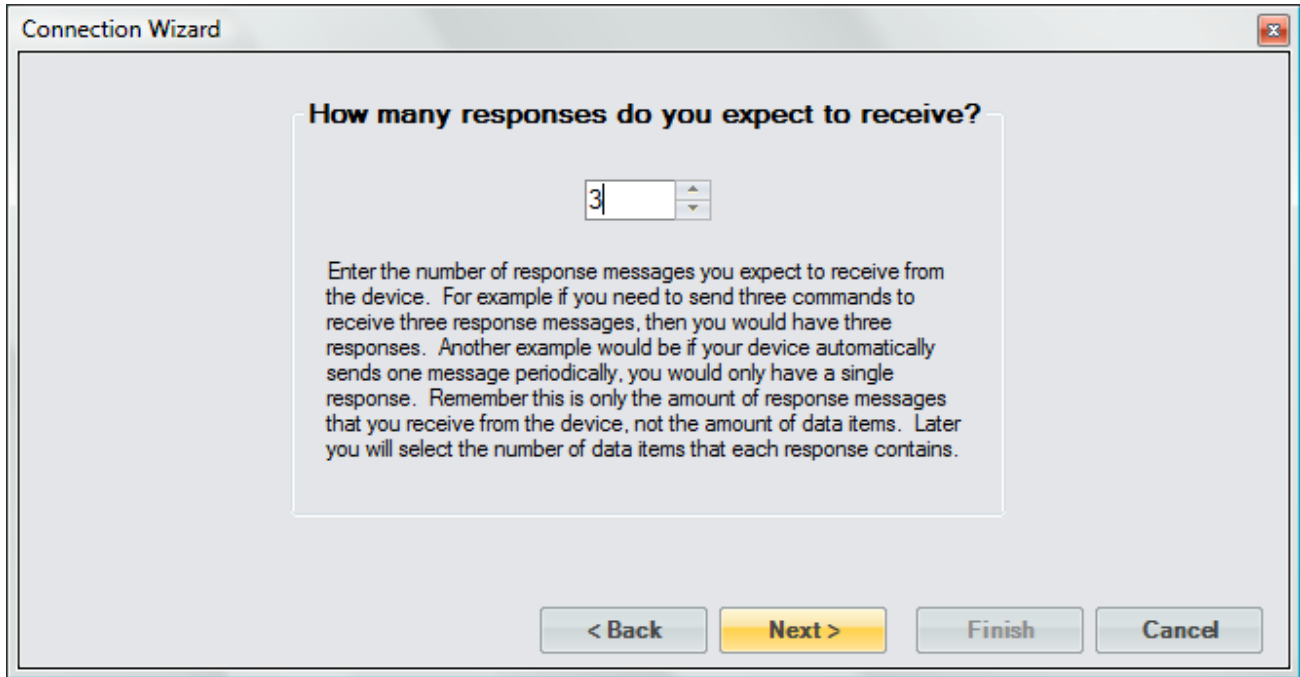 Connection Wizard
How many responses do you expect to receive?
3
Enter the number of response messages you expect to receive from
the device.  For example if you need to send three commands to
receive three response messages, then you would have three
responses.  Another example would be if your device automatically
sends one message periodically, you would only have a single
response.  Remember this is only the amount of response messages
that you receive from the device, not the amount of data items.  Later
you will select the number of data items that each response contains.
< Back Next > Finish Cancel